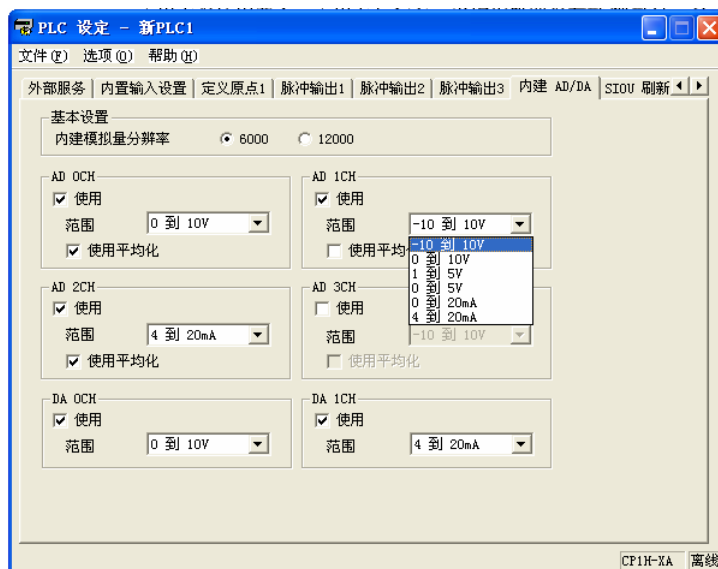 PLC 设定 - 新PLC1
文件(F) 选项(O) 帮助(H)
外部服务 内置输入设置 定义原点1 脉冲输出1 脉冲输出2 脉冲输出3 内建 AD/DA SIOU 刷新
基本设置
内建模拟量分辨率 6000 12000
AD 0CH
使用
范围 0 到 10V
使用平均化
AD 1CH
使用
范围 -10 到 10V
使用平均
-10 到 10V
0 到 10V
1 到 5V
0 到 5V
0 到 20mA
4 到 20mA
AD 2CH
使用
范围 4 到 20mA
使用平均化
AD 3CH
使用
范围 -10 到 10V
使用平均化
DA 0CH
使用
范围 0 到 10V
DA 1CH
使用
范围 4 到 20mA
CP1H-XA 离线